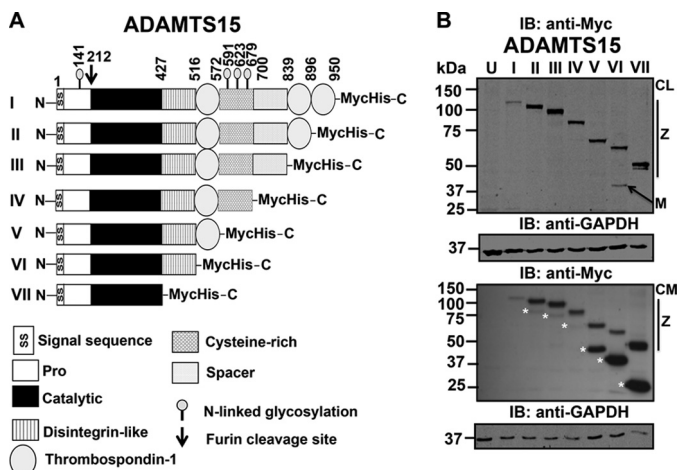 A
ADAMTS15
1
141
212
427
516
572
591
623
679
700
839
896
950
I N- SS MycHis-C
II N- SS MycHis-C
III N- SS MycHis-C
IV N- SS MycHis-C
V N- SS MycHis-C
VI N- SS MycHis-C
VII N- SS MycHis-C
SS Signal sequence
Pro
Catalytic
Disintegrin-like
Thrombospondin-1
Cysteine-rich
Spacer
N-linked glycosylation
Furin cleavage site
B
IB: anti-Myc
ADAMTS15
kDa U I II III IV V VI VII
150
100
75
50
37
25
CL
Z
M
IB: anti-GAPDH
37
IB: anti-Myc
150
100
75
50
37
25
CM
Z
* * * * * *
IB: anti-GAPDH
37